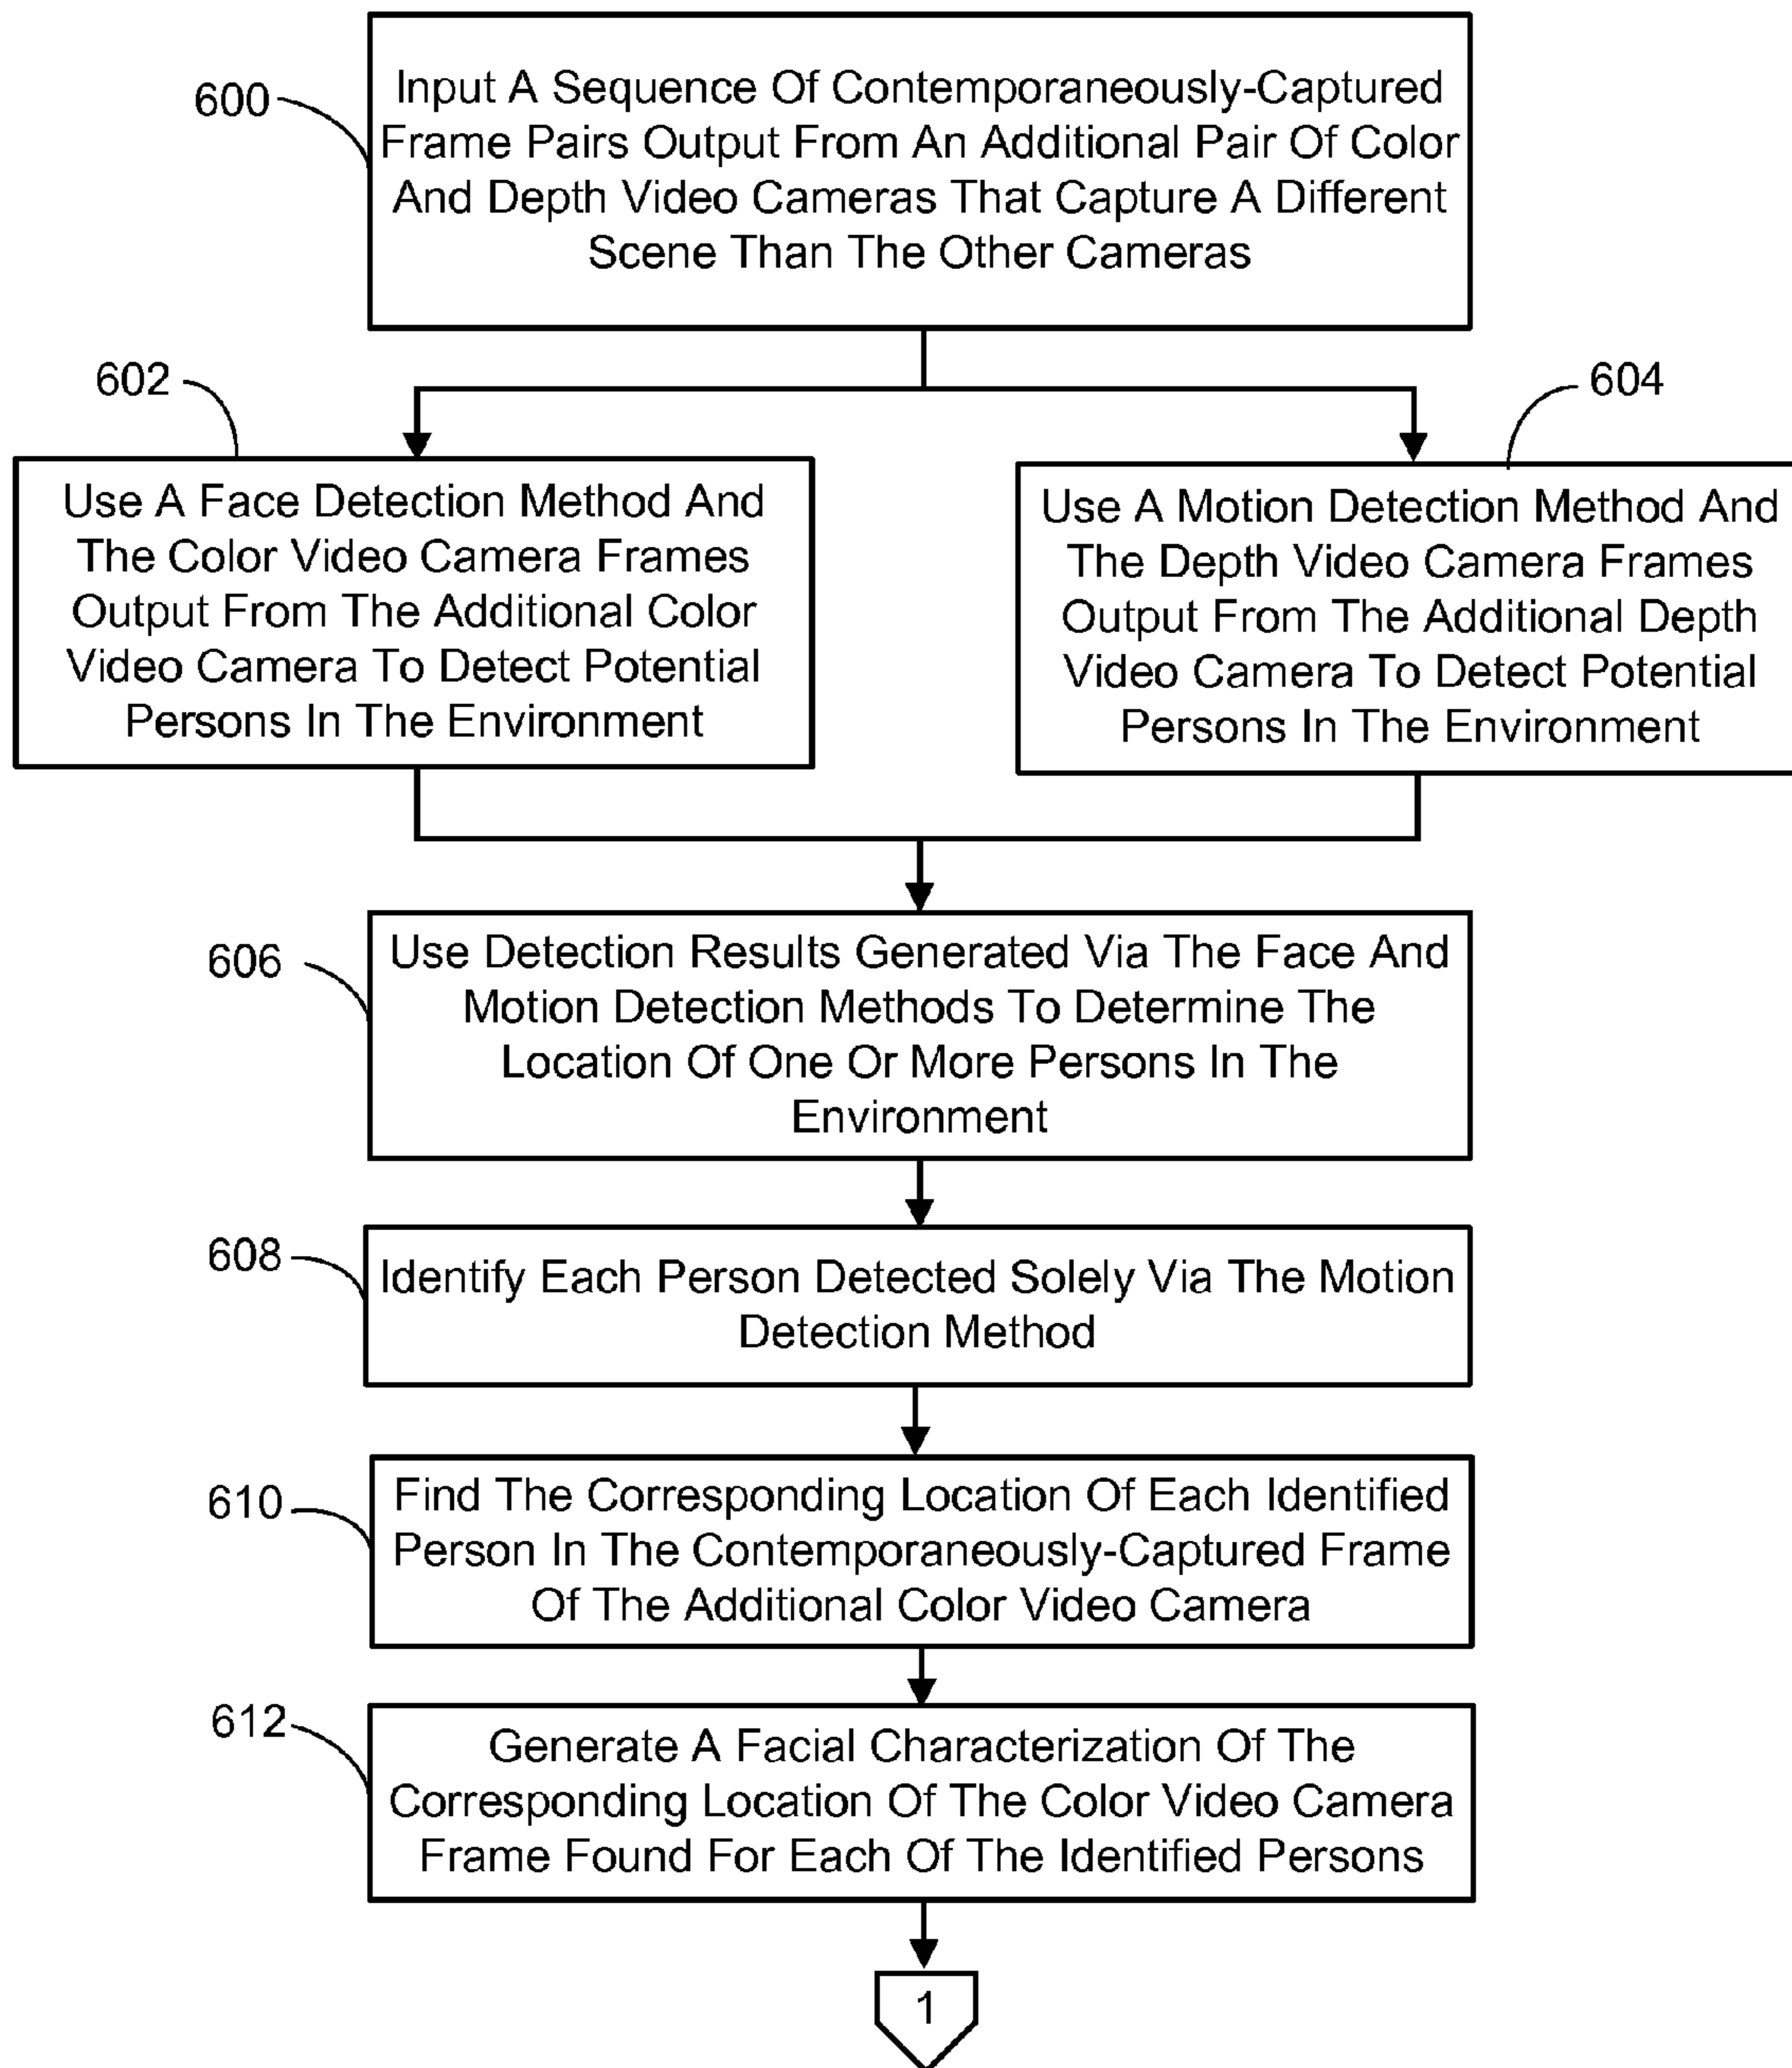 600
Input A Sequence Of Contemporaneously-Captured
Frame Pairs Output From An Additional Pair Of Color
And Depth Video Cameras That Capture A Different
Scene Than The Other Cameras
602
Use A Face Detection Method And
The Color Video Camera Frames
Output From The Additional Color
Video Camera To Detect Potential
Persons In The Environment
604
Use A Motion Detection Method And
The Depth Video Camera Frames
Output From The Additional Depth
Video Camera To Detect Potential
Persons In The Environment
606
Use Detection Results Generated Via The Face And
Motion Detection Methods To Determine The
Location Of One Or More Persons In The
Environment
608
Identify Each Person Detected Solely Via The Motion
Detection Method
610
Find The Corresponding Location Of Each Identified
Person In The Contemporaneously-Captured Frame
Of The Additional Color Video Camera
612
Generate A Facial Characterization Of The
Corresponding Location Of The Color Video Camera
Frame Found For Each Of The Identified Persons
1